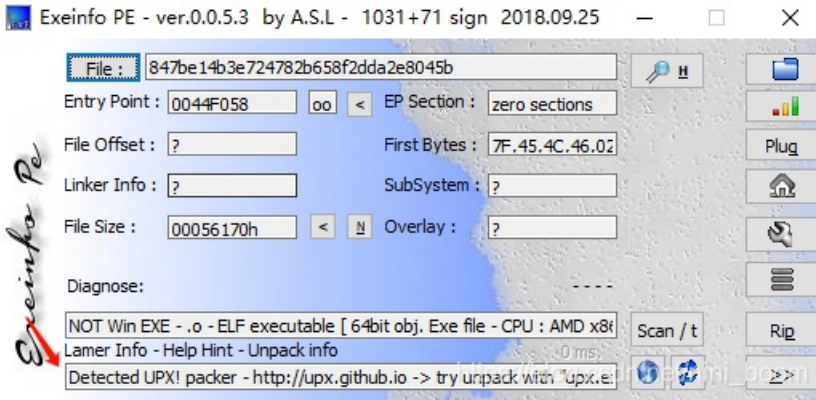 Exeinfo PE - ver.0.0.5.3 by A.S.L - 1031+71 sign 2018.09.25
File : 847be14b3e724782b658f2dda2e8045b H
Entry Point : 0044F058 oo < EP Section : zero sections
File Offset : ? First Bytes : 7F.45.4C.46.02 Plug
Linker Info : ? SubSystem : ?
File Size : 00056170h < N Overlay : ?
Exeinfo Pe
Diagnose: - - - -
NOT Win EXE - .o - ELF executable [ 64bit obj. Exe file - CPU : AMD x86 Scan / t Rip
Lamer Info - Help Hint - Unpack info 0 ms.
Detected UPX! packer - http://upx.github.io -> try unpack with "upx.e >>